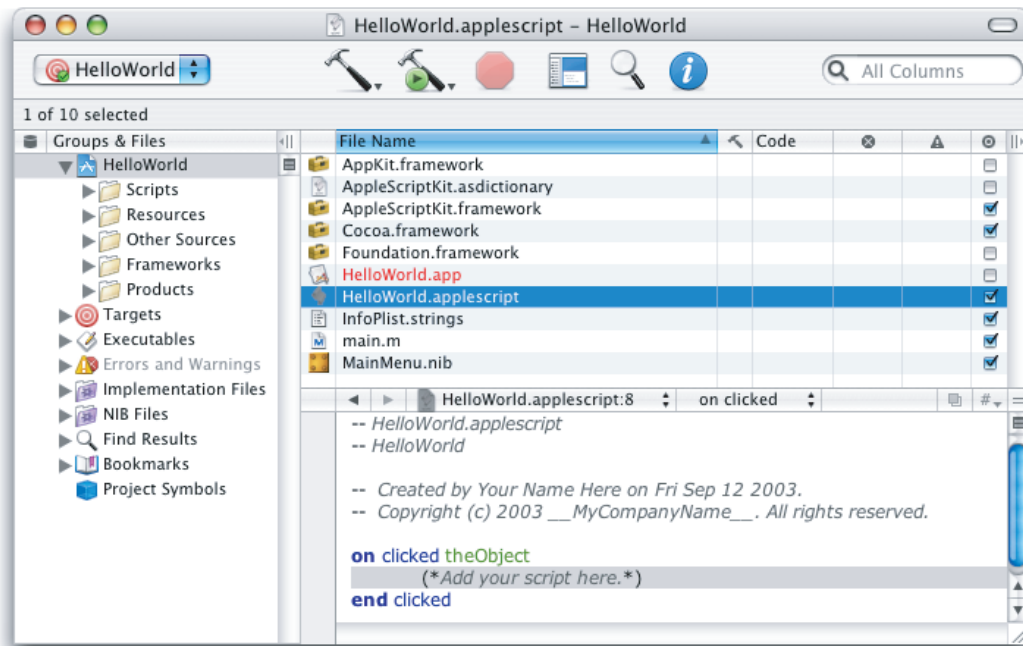 HelloWorld.applescript – HelloWorld
HelloWorld
All Columns
1 of 10 selected
Groups & Files
HelloWorld
Scripts
Resources
Other Sources
Frameworks
Products
Targets
Executables
Errors and Warnings
Implementation Files
NIB Files
Find Results
Bookmarks
Project Symbols
File Name Code
AppKit.framework
AppleScriptKit.asdictionary
AppleScriptKit.framework
Cocoa.framework
Foundation.framework
HelloWorld.app
HelloWorld.applescript
InfoPlist.strings
main.m
MainMenu.nib
HelloWorld.applescript:8 on clicked #
-- HelloWorld.applescript
-- HelloWorld
-- Created by Your Name Here on Fri Sep 12 2003.
-- Copyright (c) 2003 __MyCompanyName__. All rights reserved.
on clicked theObject
(*Add your script here.*)
end clicked